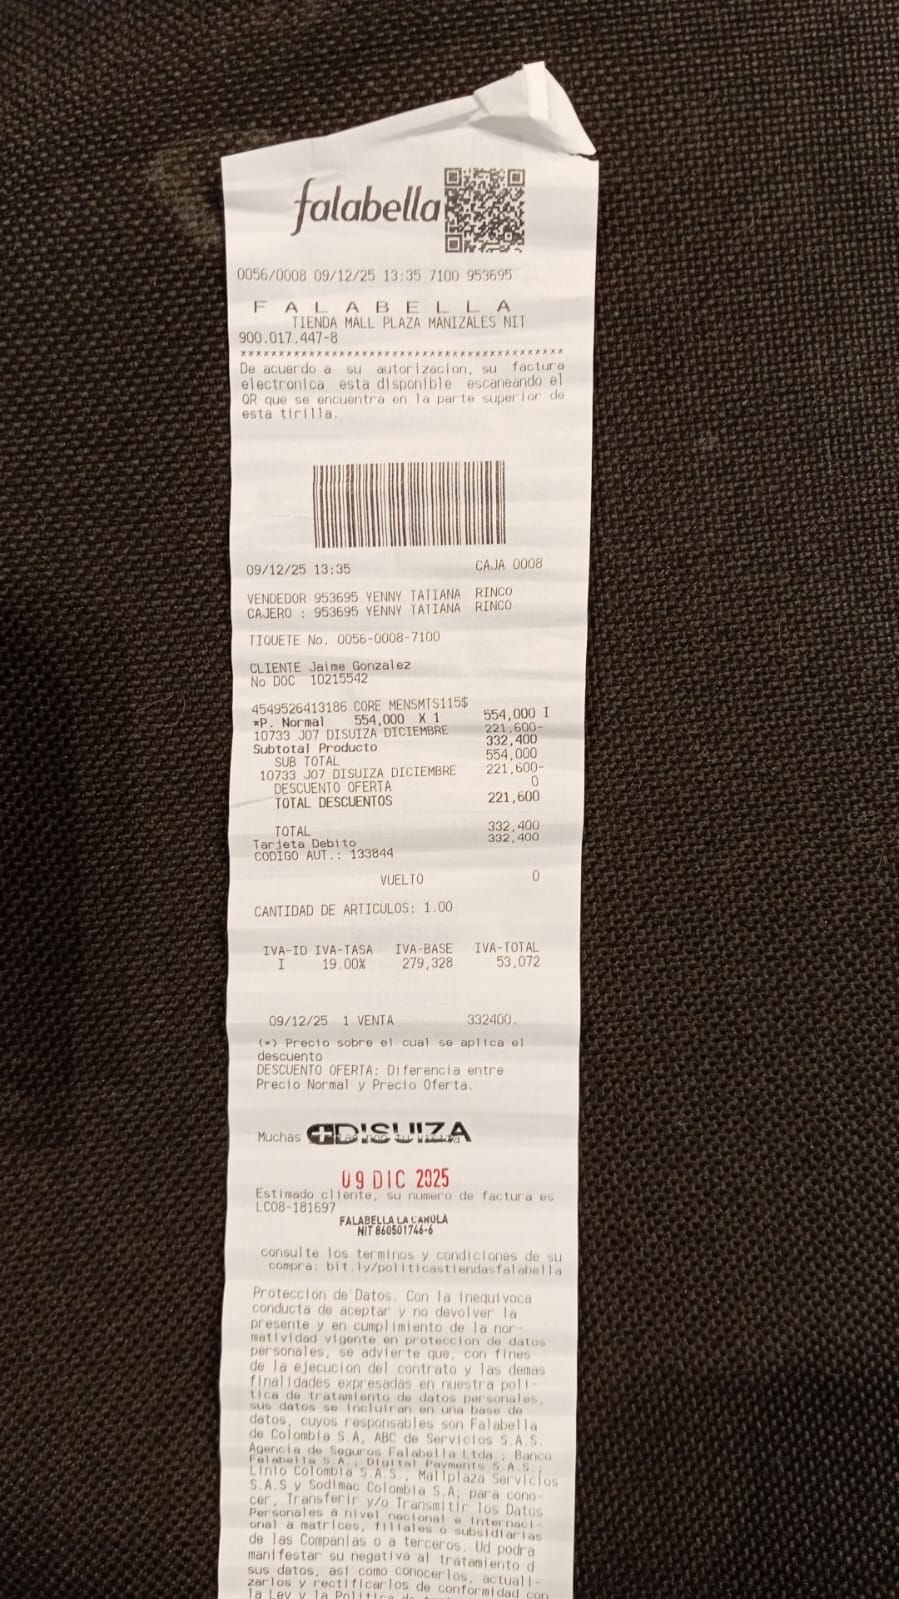 falabella
0056/0008 09/12/25 13:35 7100 953695
F A L A B E L L A
TIENDA MALL PLAZA MANIZALES NIT
900.017.447-8
******************************************
De acuerdo a su autorizacion, su factura
electronica esta disponible escaneando el
QR que se encuentra en la parte superior de
esta tirilla.
09/12/25 13:35 CAJA 0008
VENDEDOR 953695 YENNY TATIANA RINCO
CAJERO : 953695 YENNY TATIANA RINCO
TIQUETE No. 0056-0008-7100
CLIENTE Jaime Gonzalez
No DOC 10215542
4549526413186 CORE MENSMTS115$
*P. Normal 554,000 X 1 554,000 I
10733 J07 DISUIZA DICIEMBRE 221,600-
Subtotal Producto 332,400
SUB TOTAL 554,000
10733 J07 DISUIZA DICIEMBRE 221,600-
DESCUENTO OFERTA 0
TOTAL DESCUENTOS 221,600
TOTAL 332,400
Tarjeta Debito 332,400
CODIGO AUT.: 133844
VUELTO 0
CANTIDAD DE ARTICULOS: 1.00
IVA-ID IVA-TASA IVA-BASE IVA-TOTAL
I 19.00% 279,328 53,072
09/12/25 1 VENTA 332400.
(*) Precio sobre el cual se aplica el
descuento
DESCUENTO OFERTA: Diferencia entre
Precio Normal y Precio Oferta.
Muchas DISUIZA
09 DIC 2025
Estimado cliente, su numero de factura es
LC08-181697
FALABELLA LA CAROLA
NIT 860501746-6
consulte los terminos y condiciones de su
compra: bit.ly/politicastiendasfalabella
Proteccion de Datos. Con la inequivoca
conducta de aceptar y no devolver la
presente y en cumplimiento de la nor-
matividad vigente en proteccion de datos
personales, se advierte que, con fines
de la ejecucion del contrato y las demas
finalidades expresadas en nuestra poli-
tica de tratamiento de datos personales,
sus datos se incluiran en una base de
datos, cuyos responsables son Falabella
de Colombia S.A, ABC de Servicios S.A.S.
Agencia de Seguros Falabella Ltda., Banco
Falabella S.A., Digital Payments S.A.S.,
Linio Colombia S.A.S., Mallplaza Servicios
S.A.S y Sodimac Colombia S.A; para cono-
cer, Transferir y/o Transmitir los Datos
Personales a nivel nacional e internaci-
onal a matrices, filiales o subsidiarias
de las Companias o a terceros. Ud podra
manifestar su negativa al tratamiento d
sus datos, asi como conocerlos, actuali-
zarlos y rectificarlos de conformidad con
la Ley y la Politica de